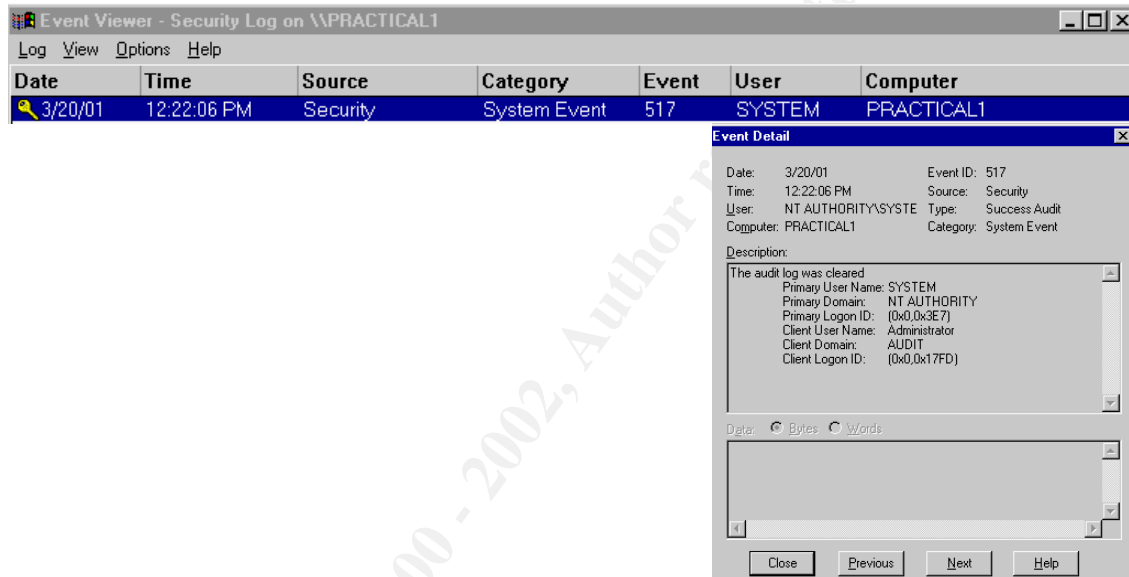 Event Viewer - Security Log on \\PRACTICAL1
Log View Options Help
Date Time Source Category Event User Computer
3/20/01 12:22:06 PM Security System Event 517 SYSTEM PRACTICAL1
Event Detail
Date: 3/20/01 Event ID: 517
Time: 12:22:06 PM Source: Security
User: NT AUTHORITY\SYSTE Type: Success Audit
Computer: PRACTICAL1 Category: System Event
Description:
The audit log was cleared
Primary User Name: SYSTEM
Primary Domain: NT AUTHORITY
Primary Logon ID: (0x0,0x3E7)
Client User Name: Administrator
Client Domain: AUDIT
Client Logon ID: (0x0,0x17FD)
Data: Bytes Words
Close Previous Next Help
00 - 2002, Author r